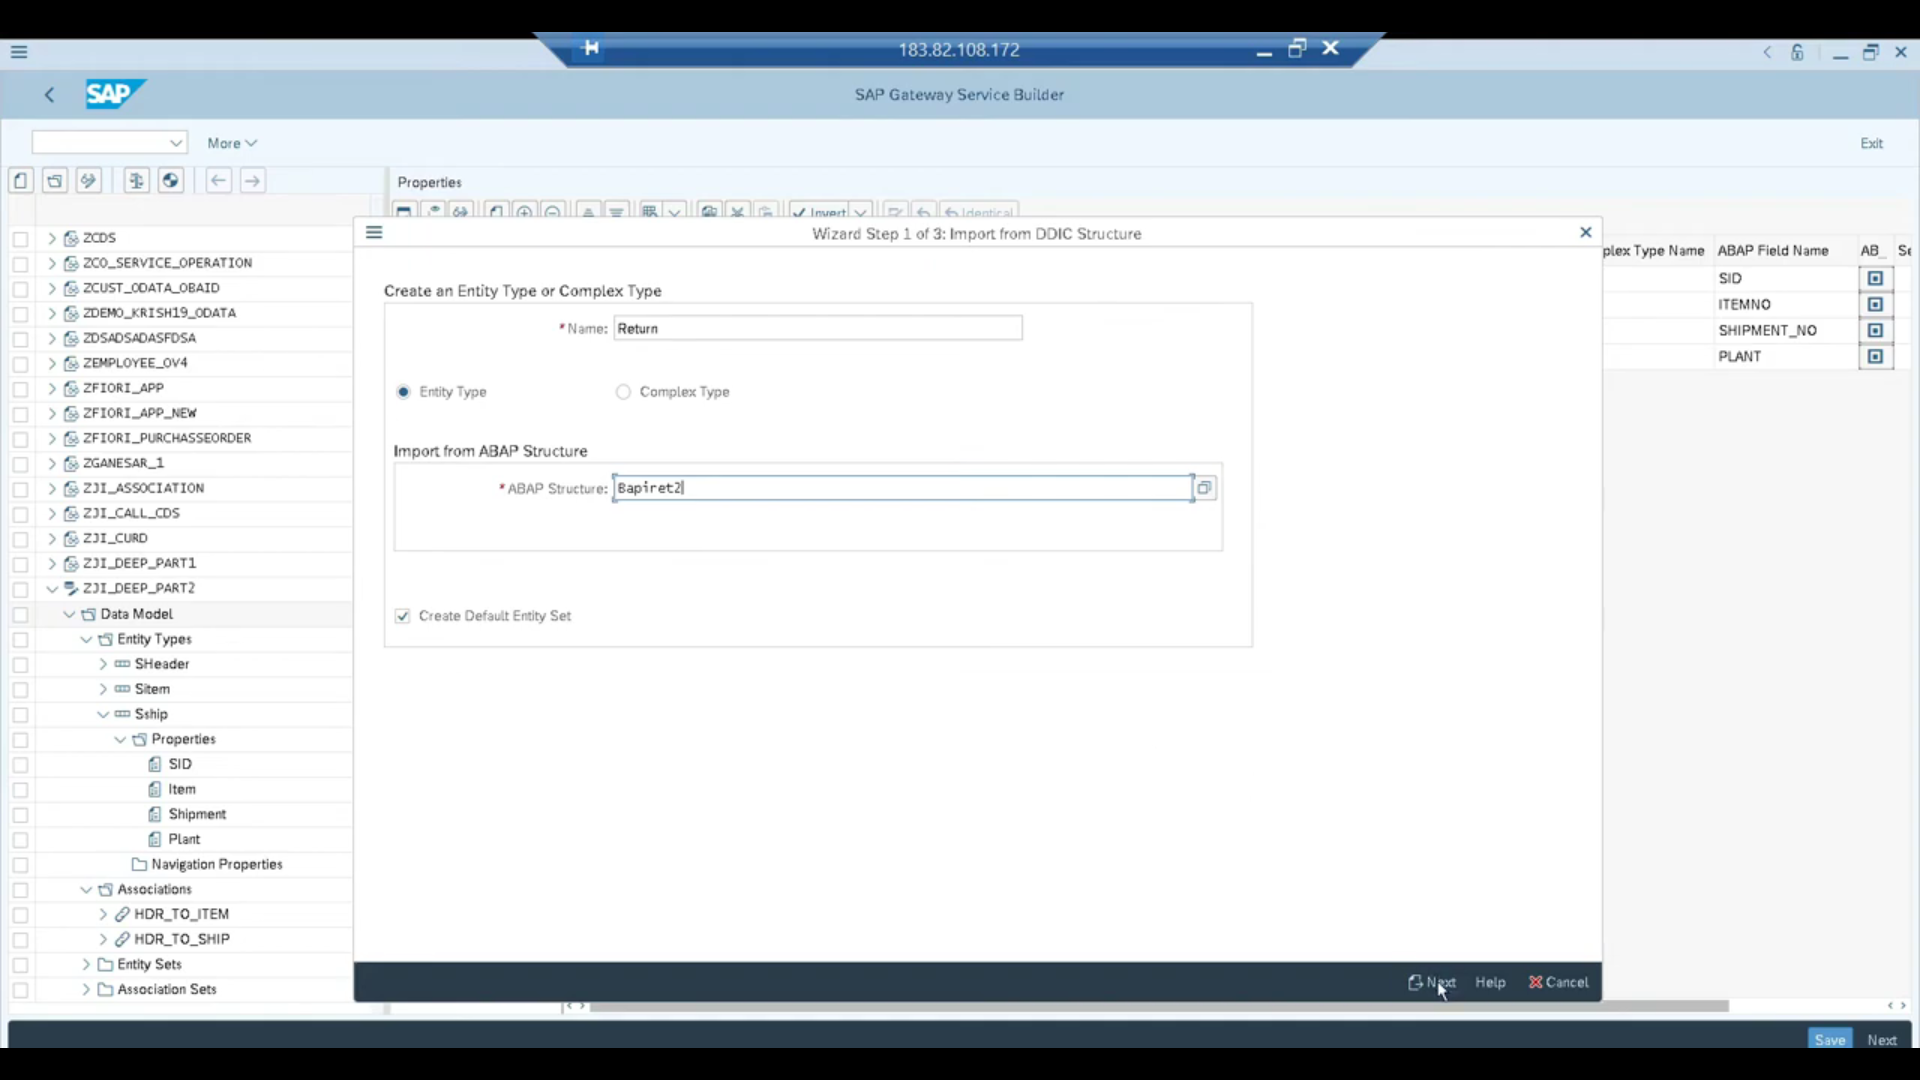 183.82.108.172
SAP
SAP Gateway Service Builder
More
Exit
Properties
Invert
Identical
Wizard Step 1 of 3: Import from DDIC Structure
plex Type Name
ABAP Field Name
AB_
Se
ZCDS
ZCO_SERVICE_OPERATION
ZCUST_ODATA_OBAID
ZDEMO_KRISH19_ODATA
ZDSADSADASFDSA
ZEMPLOYEE_OV4
ZFIORI_APP
ZFIORI_APP_NEW
ZFIORI_PURCHASSEORDER
ZGANESAR_1
ZJI_ASSOCIATION
ZJI_CALL_CDS
ZJI_CURD
ZJI_DEEP_PART1
ZJI_DEEP_PART2
Data Model
Entity Types
SHeader
Sitem
Sship
Properties
SID
Item
Shipment
Plant
Navigation Properties
Associations
HDR_TO_ITEM
HDR_TO_SHIP
Entity Sets
Association Sets
Create an Entity Type or Complex Type
* Name: Return
Entity Type
Complex Type
Import from ABAP Structure
* ABAP Structure: Bapiret2
Create Default Entity Set
SID
ITEMNO
SHIPMENT_NO
PLANT
Next
Help
Cancel
Save
Next